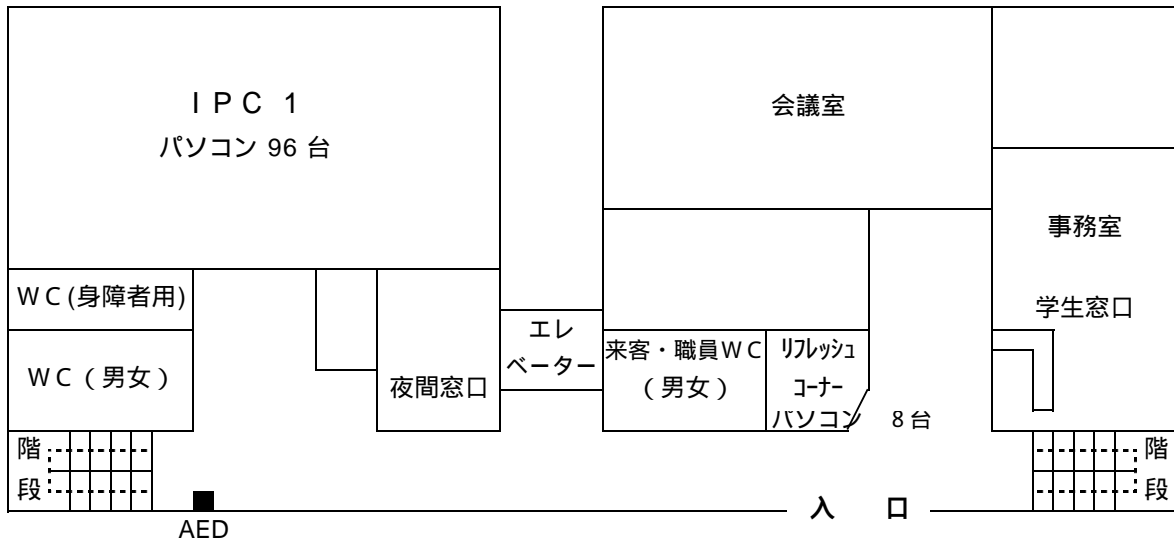 ＩＰＣ 1
パソコン 96 台
会議室
事務室
学生窓口
ＷＣ(身障者用)
ＷＣ（男女）
夜間窓口
エレ
ベーター
来客・職員ＷＣ
（男女）
ﾘﾌﾚｯｼｭ
ｺｰﾅｰ
パソコン 8台
階
段
階
段
入 口
AED